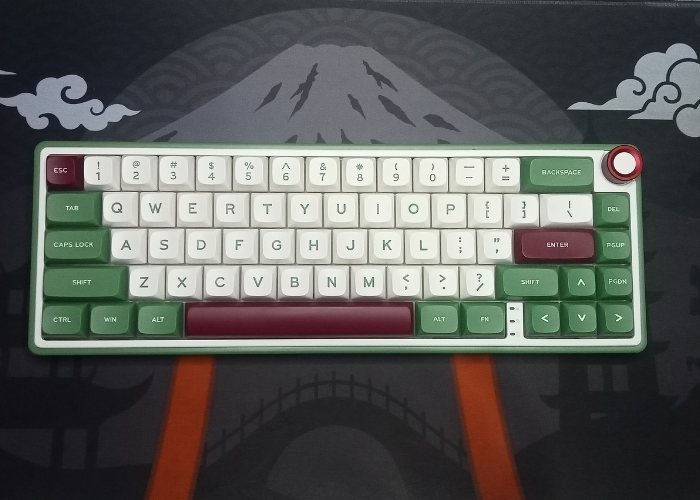 ESC ! 1 @ 2 # 3 $ 4 % 5 ^ 6 & 7 * 8 ( 9 ) 0 — - + = BACKSPACE
TAB Q W E R T Y U I O P { [ } ] | \ DEL
CAPS LOCK A S D F G H J K L : ; " ' ENTER PGUP
SHIFT Z X C V B N M < , > . ? / SHIFT ^ PGDN
CTRL WIN ALT ALT FN < v >